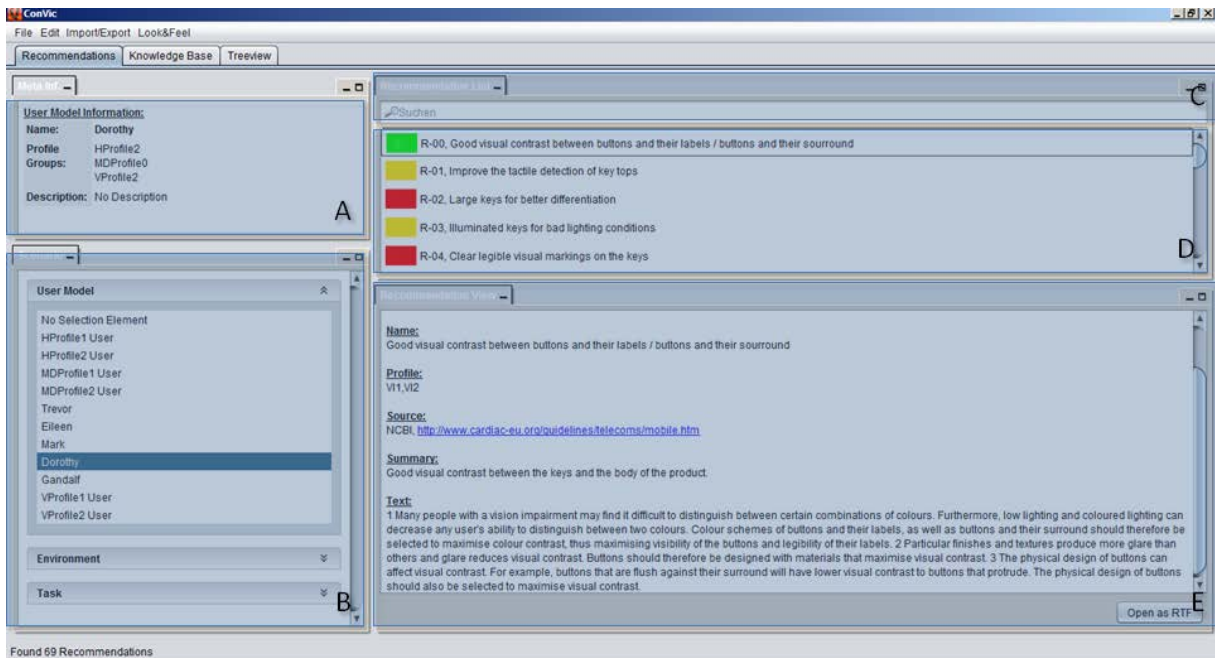 ConVic
File Edit Import/Export Look&Feel
Recommendations Knowledge Base Treeview
Meta Inf
User Model Information:
Name: Dorothy
Profile HProfile2
Groups: MDProfile0
VProfile2
Description: No Description
A
Scenario
User Model
No Selection Element
HProfile1 User
HProfile2 User
MDProfile1 User
MDProfile2 User
Trevor
Eileen
Mark
Dorothy
Gandalf
VProfile1 User
VProfile2 User
Environment
Task
B
Recommendation List
C
Suchen
R-00, Good visual contrast between buttons and their labels / buttons and their sourround
R-01, Improve the tactile detection of key tops
R-02, Large keys for better differentiation
R-03, Illuminated keys for bad lighting conditions
R-04, Clear legible visual markings on the keys
D
Recommendation View
Name:
Good visual contrast between buttons and their labels / buttons and their sourround
Profile:
VI1,VI2
Source:
NCBI, http://www.cardiac-eu.org/guidelines/telecoms/mobile.htm
Summary:
Good visual contrast between the keys and the body of the product.
Text:
1 Many people with a vision impairment may find it difficult to distinguish between certain combinations of colours. Furthermore, low lighting and coloured lighting can
decrease any user's ability to distinguish between two colours. Colour schemes of buttons and their labels, as well as buttons and their surround should therefore be
selected to maximise colour contrast, thus maximising visibility of the buttons and legibility of their labels. 2 Particular finishes and textures produce more glare than
others and glare reduces visual contrast. Buttons should therefore be designed with materials that maximise visual contrast. 3 The physical design of buttons can
affect visual contrast. For example, buttons that are flush against their surround will have lower visual contrast to buttons that protrude. The physical design of buttons
should also be selected to maximise visual contrast.
E
Open as RTF
Found 69 Recommendations